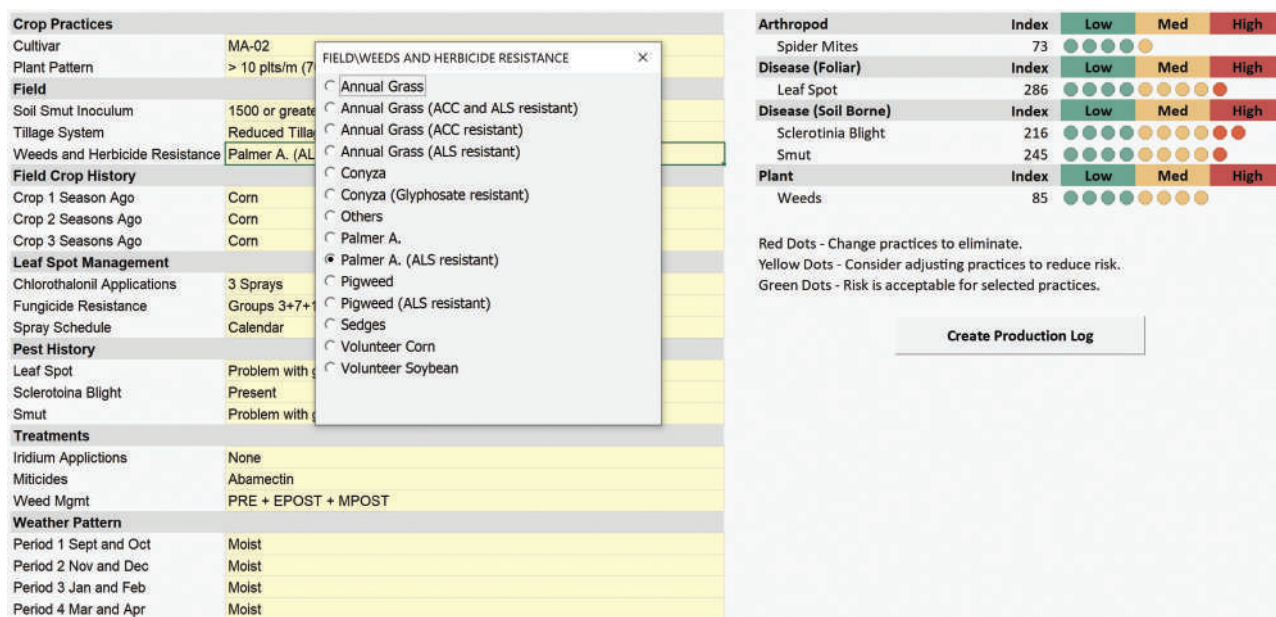 Crop Practices
Cultivar MA-02
Plant Pattern > 10 plts/m (7
Field
Soil Smut Inoculum 1500 or greate
Tillage System Reduced Tilla
Weeds and Herbicide Resistance Palmer A. (AL
Field Crop History
Crop 1 Season Ago Corn
Crop 2 Seasons Ago Corn
Crop 3 Seasons Ago Corn
Leaf Spot Management
Chlorothalonil Applications 3 Sprays
Fungicide Resistance Groups 3+7+1
Spray Schedule Calendar
Pest History
Leaf Spot Problem with
Sclerotoina Blight Present
Smut Problem with
Treatments
Iridium Applictions None
Miticides Abamectin
Weed Mgmt PRE + EPOST + MPOST
Weather Pattern
Period 1 Sept and Oct Moist
Period 2 Nov and Dec Moist
Period 3 Jan and Feb Moist
Period 4 Mar and Apr Moist
FIELD\WEEDS AND HERBICIDE RESISTANCE
Annual Grass
Annual Grass (ACC and ALS resistant)
Annual Grass (ACC resistant)
Annual Grass (ALS resistant)
Conyza
Conyza (Glyphosate resistant)
Others
Palmer A.
Palmer A. (ALS resistant)
Pigweed
Pigweed (ALS resistant)
Sedges
Volunteer Corn
Volunteer Soybean
Arthropod Index Low Med High
Spider Mites 73
Disease (Foliar) Index Low Med High
Leaf Spot 286
Disease (Soil Borne) Index Low Med High
Sclerotinia Blight 216
Smut 245
Plant Index Low Med High
Weeds 85
Red Dots - Change practices to eliminate.
Yellow Dots - Consider adjusting practices to reduce risk.
Green Dots - Risk is acceptable for selected practices.
Create Production Log